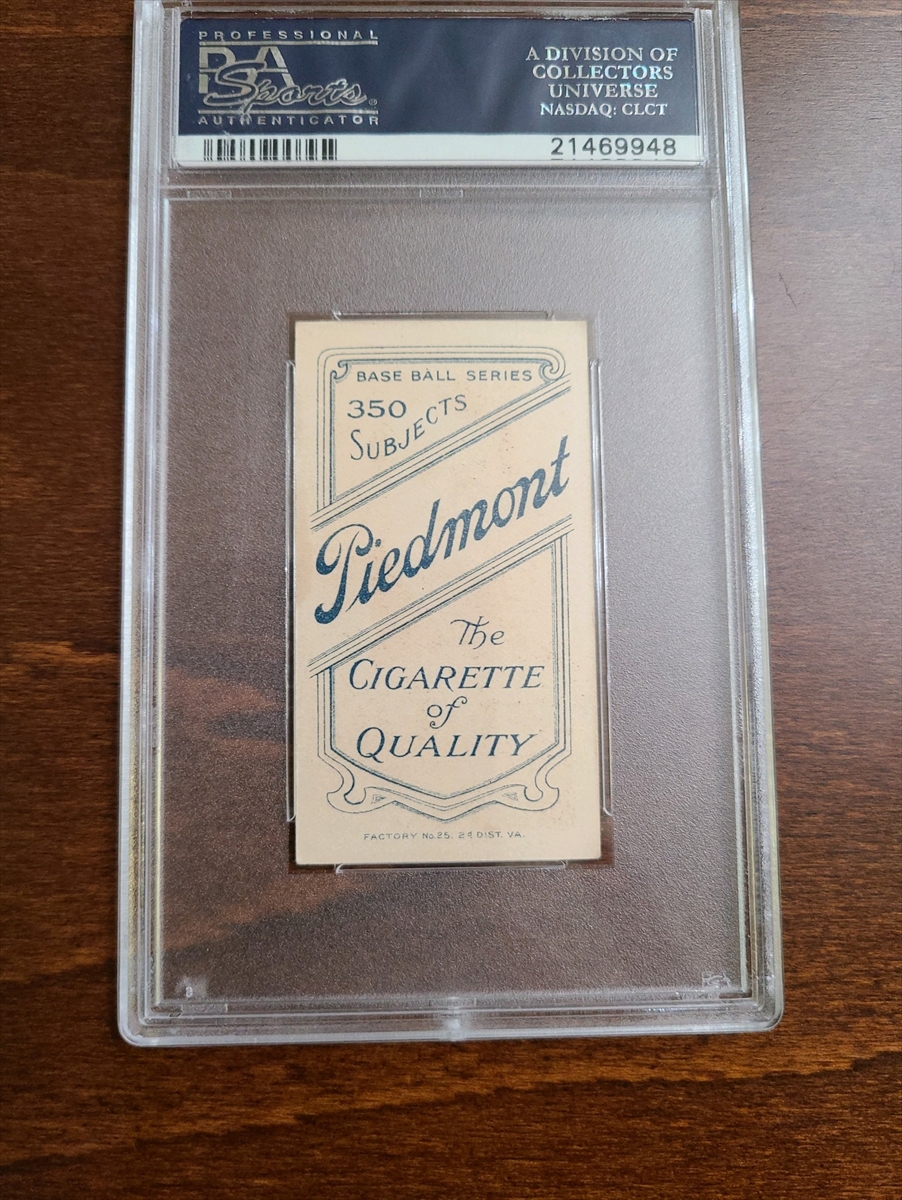 PROFESSIONAL
PSA
Sports
AUTHENTICATOR
A DIVISION OF
COLLECTORS
UNIVERSE
NASDAQ: CLCT
21469948
BASE BALL SERIES
350
SUBJECTS
Piedmont
The
CIGARETTE
of
QUALITY
FACTORY No. 25. 2d DIST. VA.